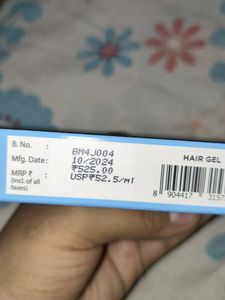 B. No. : BM4J004
Mfg. Date: 10/2024
MRP ₹ : ₹525.00
(Incl. of all USP₹52.5/ml
taxes)
HAIR GEL
8 904417 3157